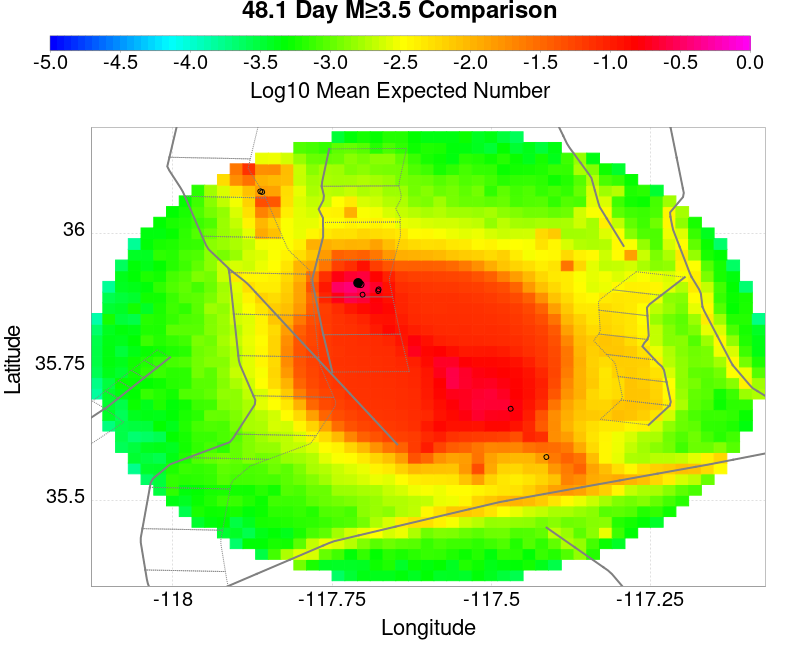 48.1 Day M≥3.5 Comparison
-5.0 -4.5 -4.0 -3.5 -3.0 -2.5 -2.0 -1.5 -1.0 -0.5 0.0
Log10 Mean Expected Number
36
35.75
35.5
Latitude
-118 -117.75 -117.5 -117.25
Longitude